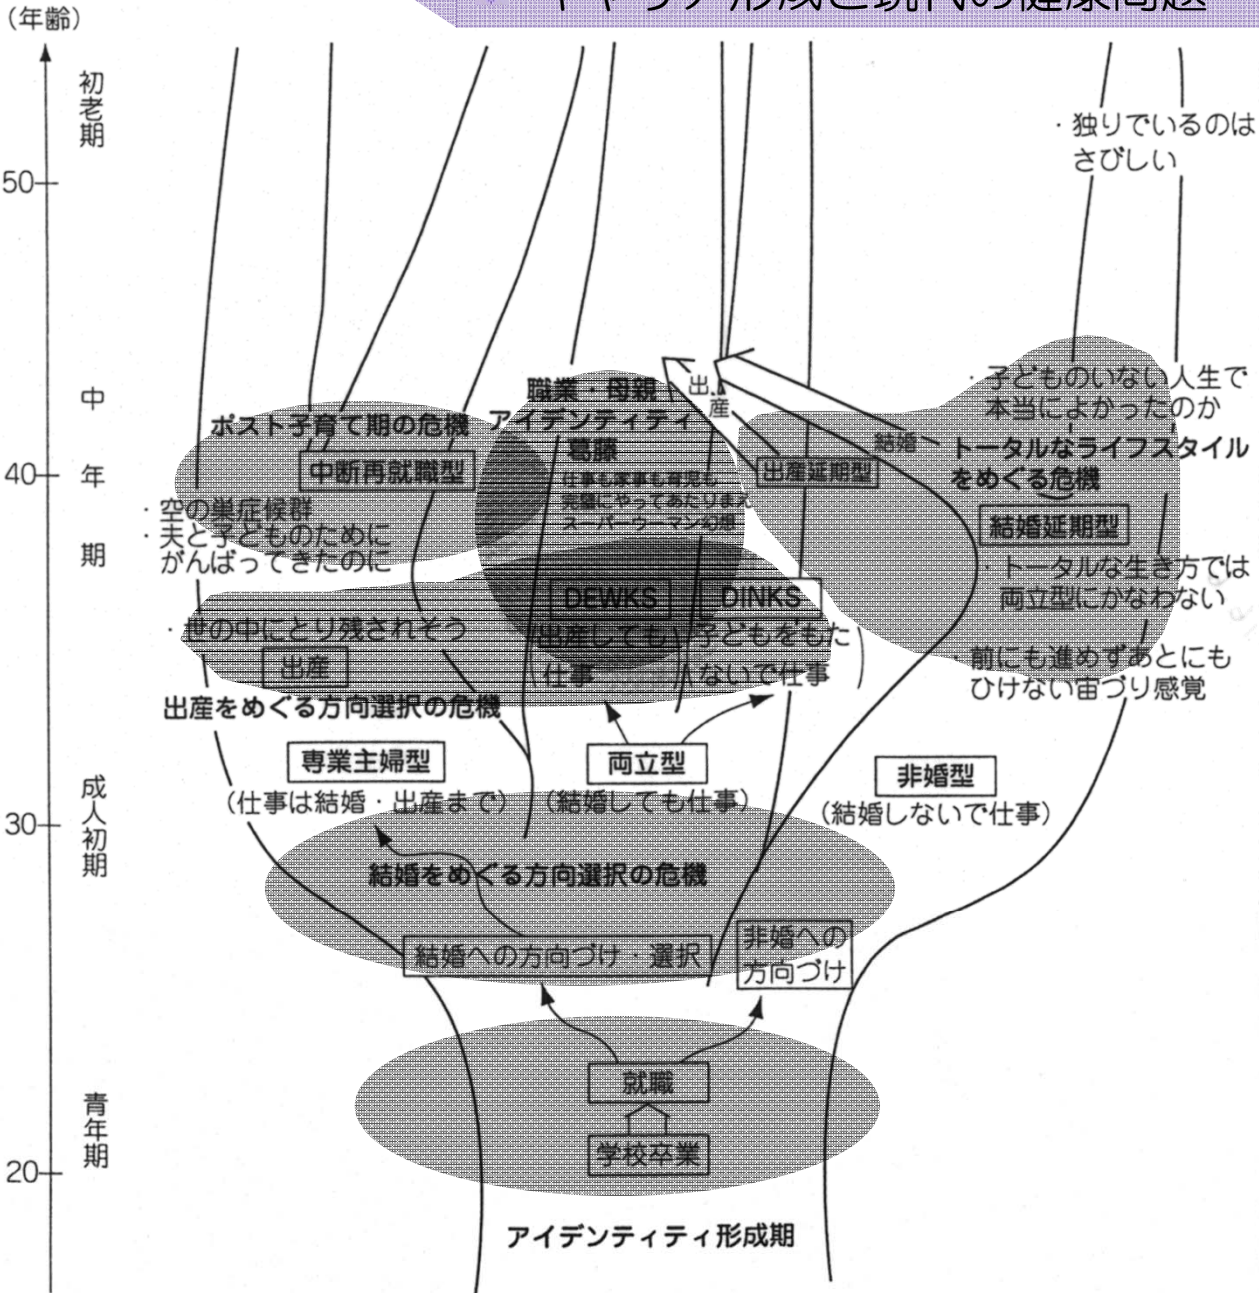 キャリア形成と現代の健康問題
(年齢)
初老期
50
・独りでいるのは
さびしい
中年期
40
職業・母親
アイデンティティ
葛藤
仕事も家事も育児も
完璧にやってあたりまえ
スーパーウーマン幻想
出産
結婚
・子どものいない人生で
本当によかったのか
ポスト子育て期の危機
中断再就職型
出産延期型
トータルなライフスタイル
をめぐる危機
結婚延期型
・空の巣症候群
・夫と子どものために
がんばってきたのに
・トータルな生き方では
両立型にかなわない
DEWKS
(出産しても
仕事)
DINKS
(子どもをもた
ないで仕事)
・世の中にとり残されそう
出産
・前にも進めずあとにも
ひけない宙づり感覚
出産をめぐる方向選択の危機
専業主婦型
(仕事は結婚・出産まで)
両立型
(結婚しても仕事)
非婚型
(結婚しないで仕事)
成人初期
30
結婚をめぐる方向選択の危機
結婚への方向づけ・選択
非婚への
方向づけ
青年期
就職
学校卒業
20
アイデンティティ形成期